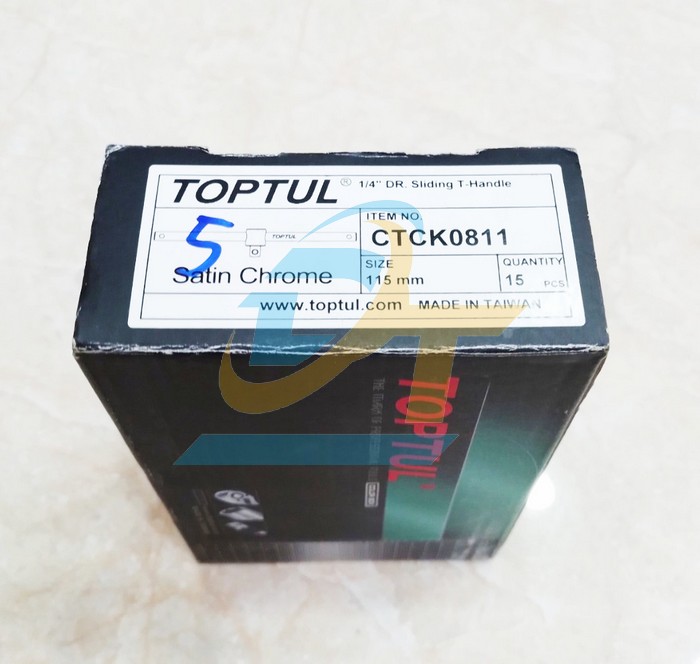 TOPTUL® 1/4" DR. Sliding T-Handle
ITEM NO.
CTCK0811
5
TOPTUL
Satin Chrome
SIZE
115 mm
QUANTITY
15 PCS
www.toptul.com MADE IN TAIWAN
TOPTUL®